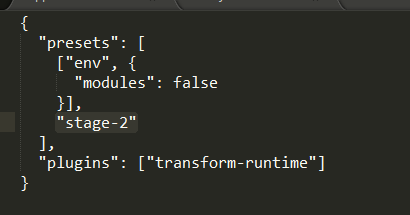 {
  "presets": [
    ["env", {
      "modules": false
    }],
    "stage-2"
  ],
  "plugins": ["transform-runtime"]
}